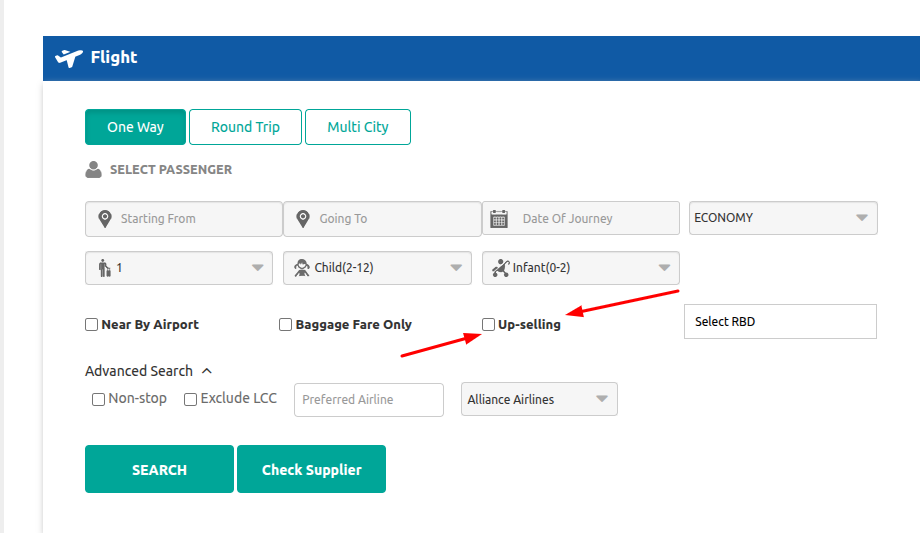 Flight
One Way Round Trip Multi City
SELECT PASSENGER
Starting From Going To Date Of Journey ECONOMY
1 Child(2-12) Infant(0-2)
Near By Airport Baggage Fare Only Up-selling Select RBD
Advanced Search
Non-stop Exclude LCC Preferred Airline Alliance Airlines
SEARCH Check Supplier